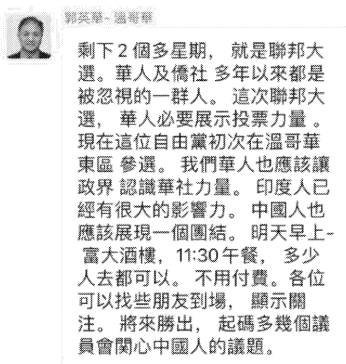 郭英華- 溫哥華
剩下2個多星期， 就是聯邦大
選。華人及僑社 多年以來都是
被忽視的一群人。 這次聯邦大
選， 華人必要展示投票力量 。
現在這位自由黨初次在溫哥華
東區 參選。 我們華人也應該讓
政界 認識華社力量。 印度人已
經有很大的影響力。 中國人也
應該展現一個團結。 明天早上-
富大酒樓，11:30午餐， 多少
人去都可以。 不用付費。各位
可以找些朋友到場， 顯示關
注。 將來勝出， 起碼多幾個議
員會関心中國人的議題。